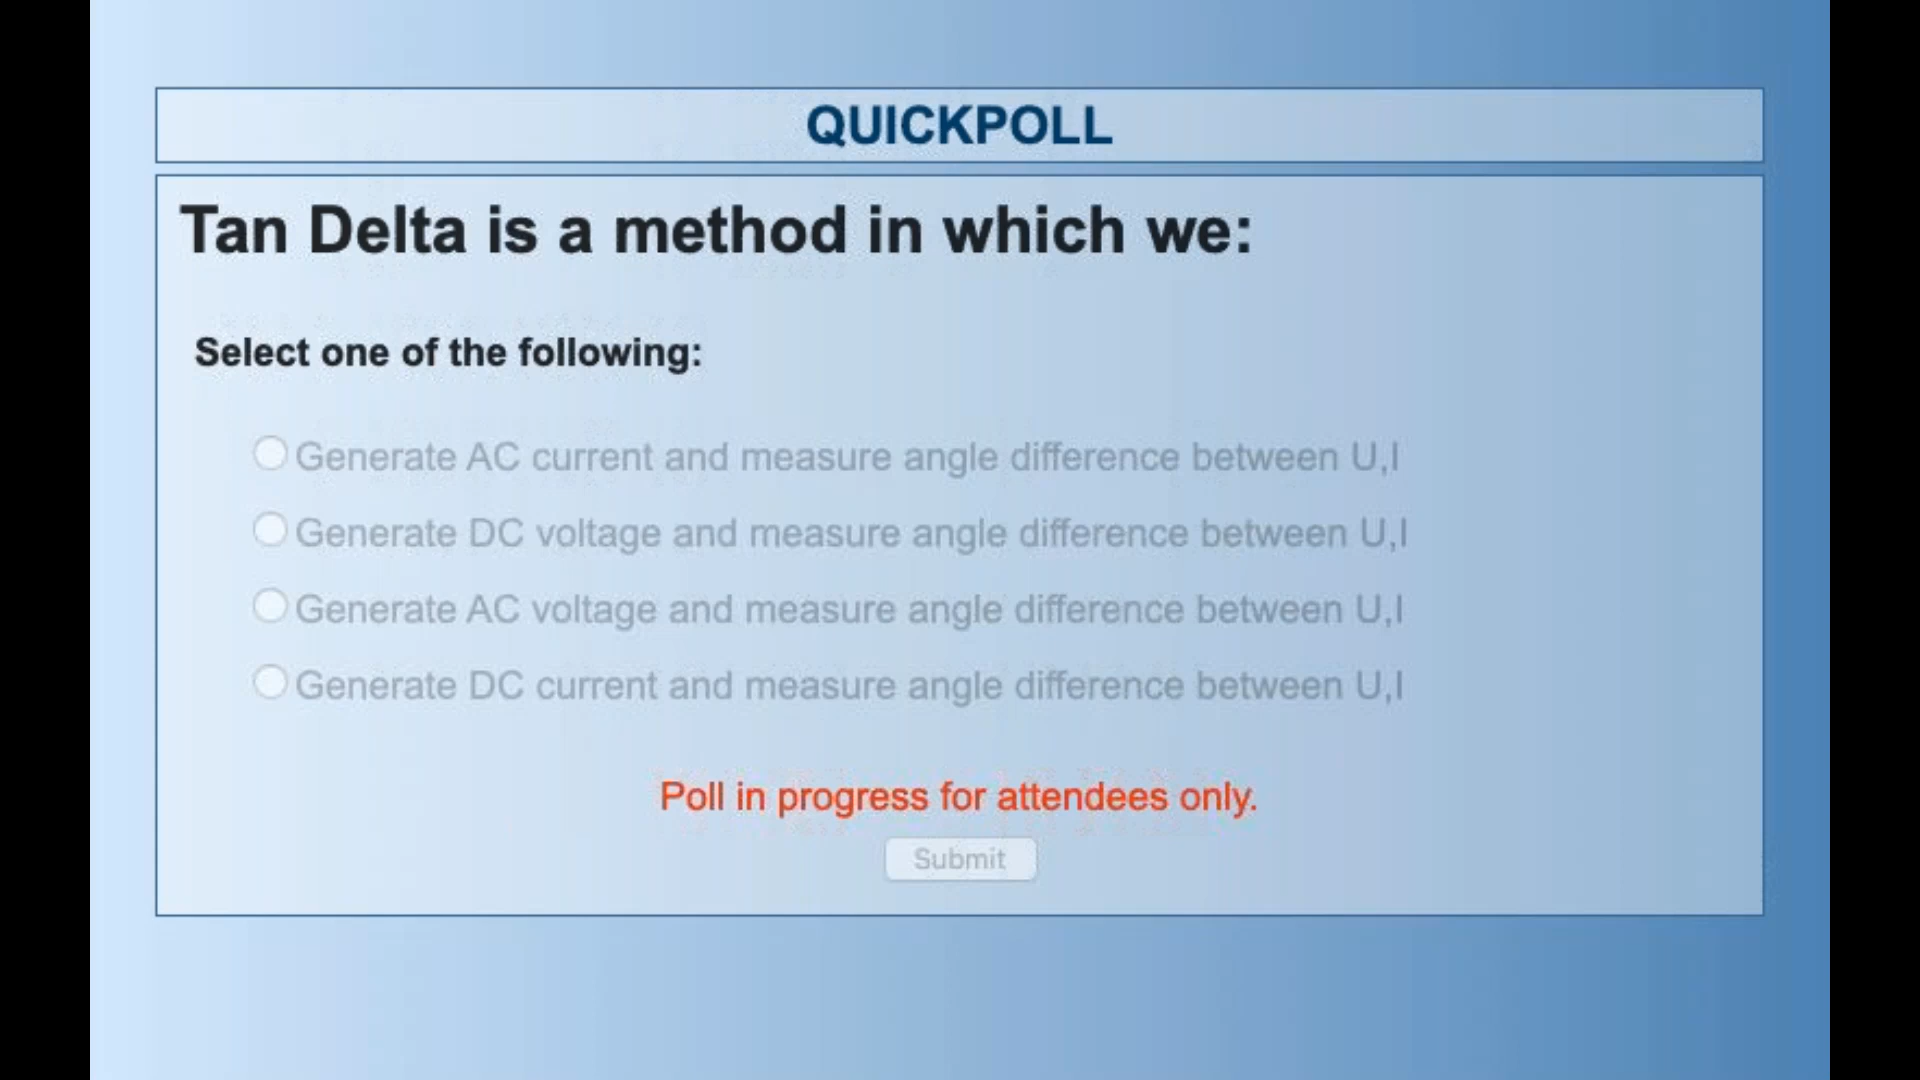 QUICKPOLL
Tan Delta is a method in which we:
Select one of the following:
Generate AC current and measure angle difference between U,I
Generate DC voltage and measure angle difference between U,I
Generate AC voltage and measure angle difference between U,I
Generate DC current and measure angle difference between U,I
Poll in progress for attendees only.
Submit